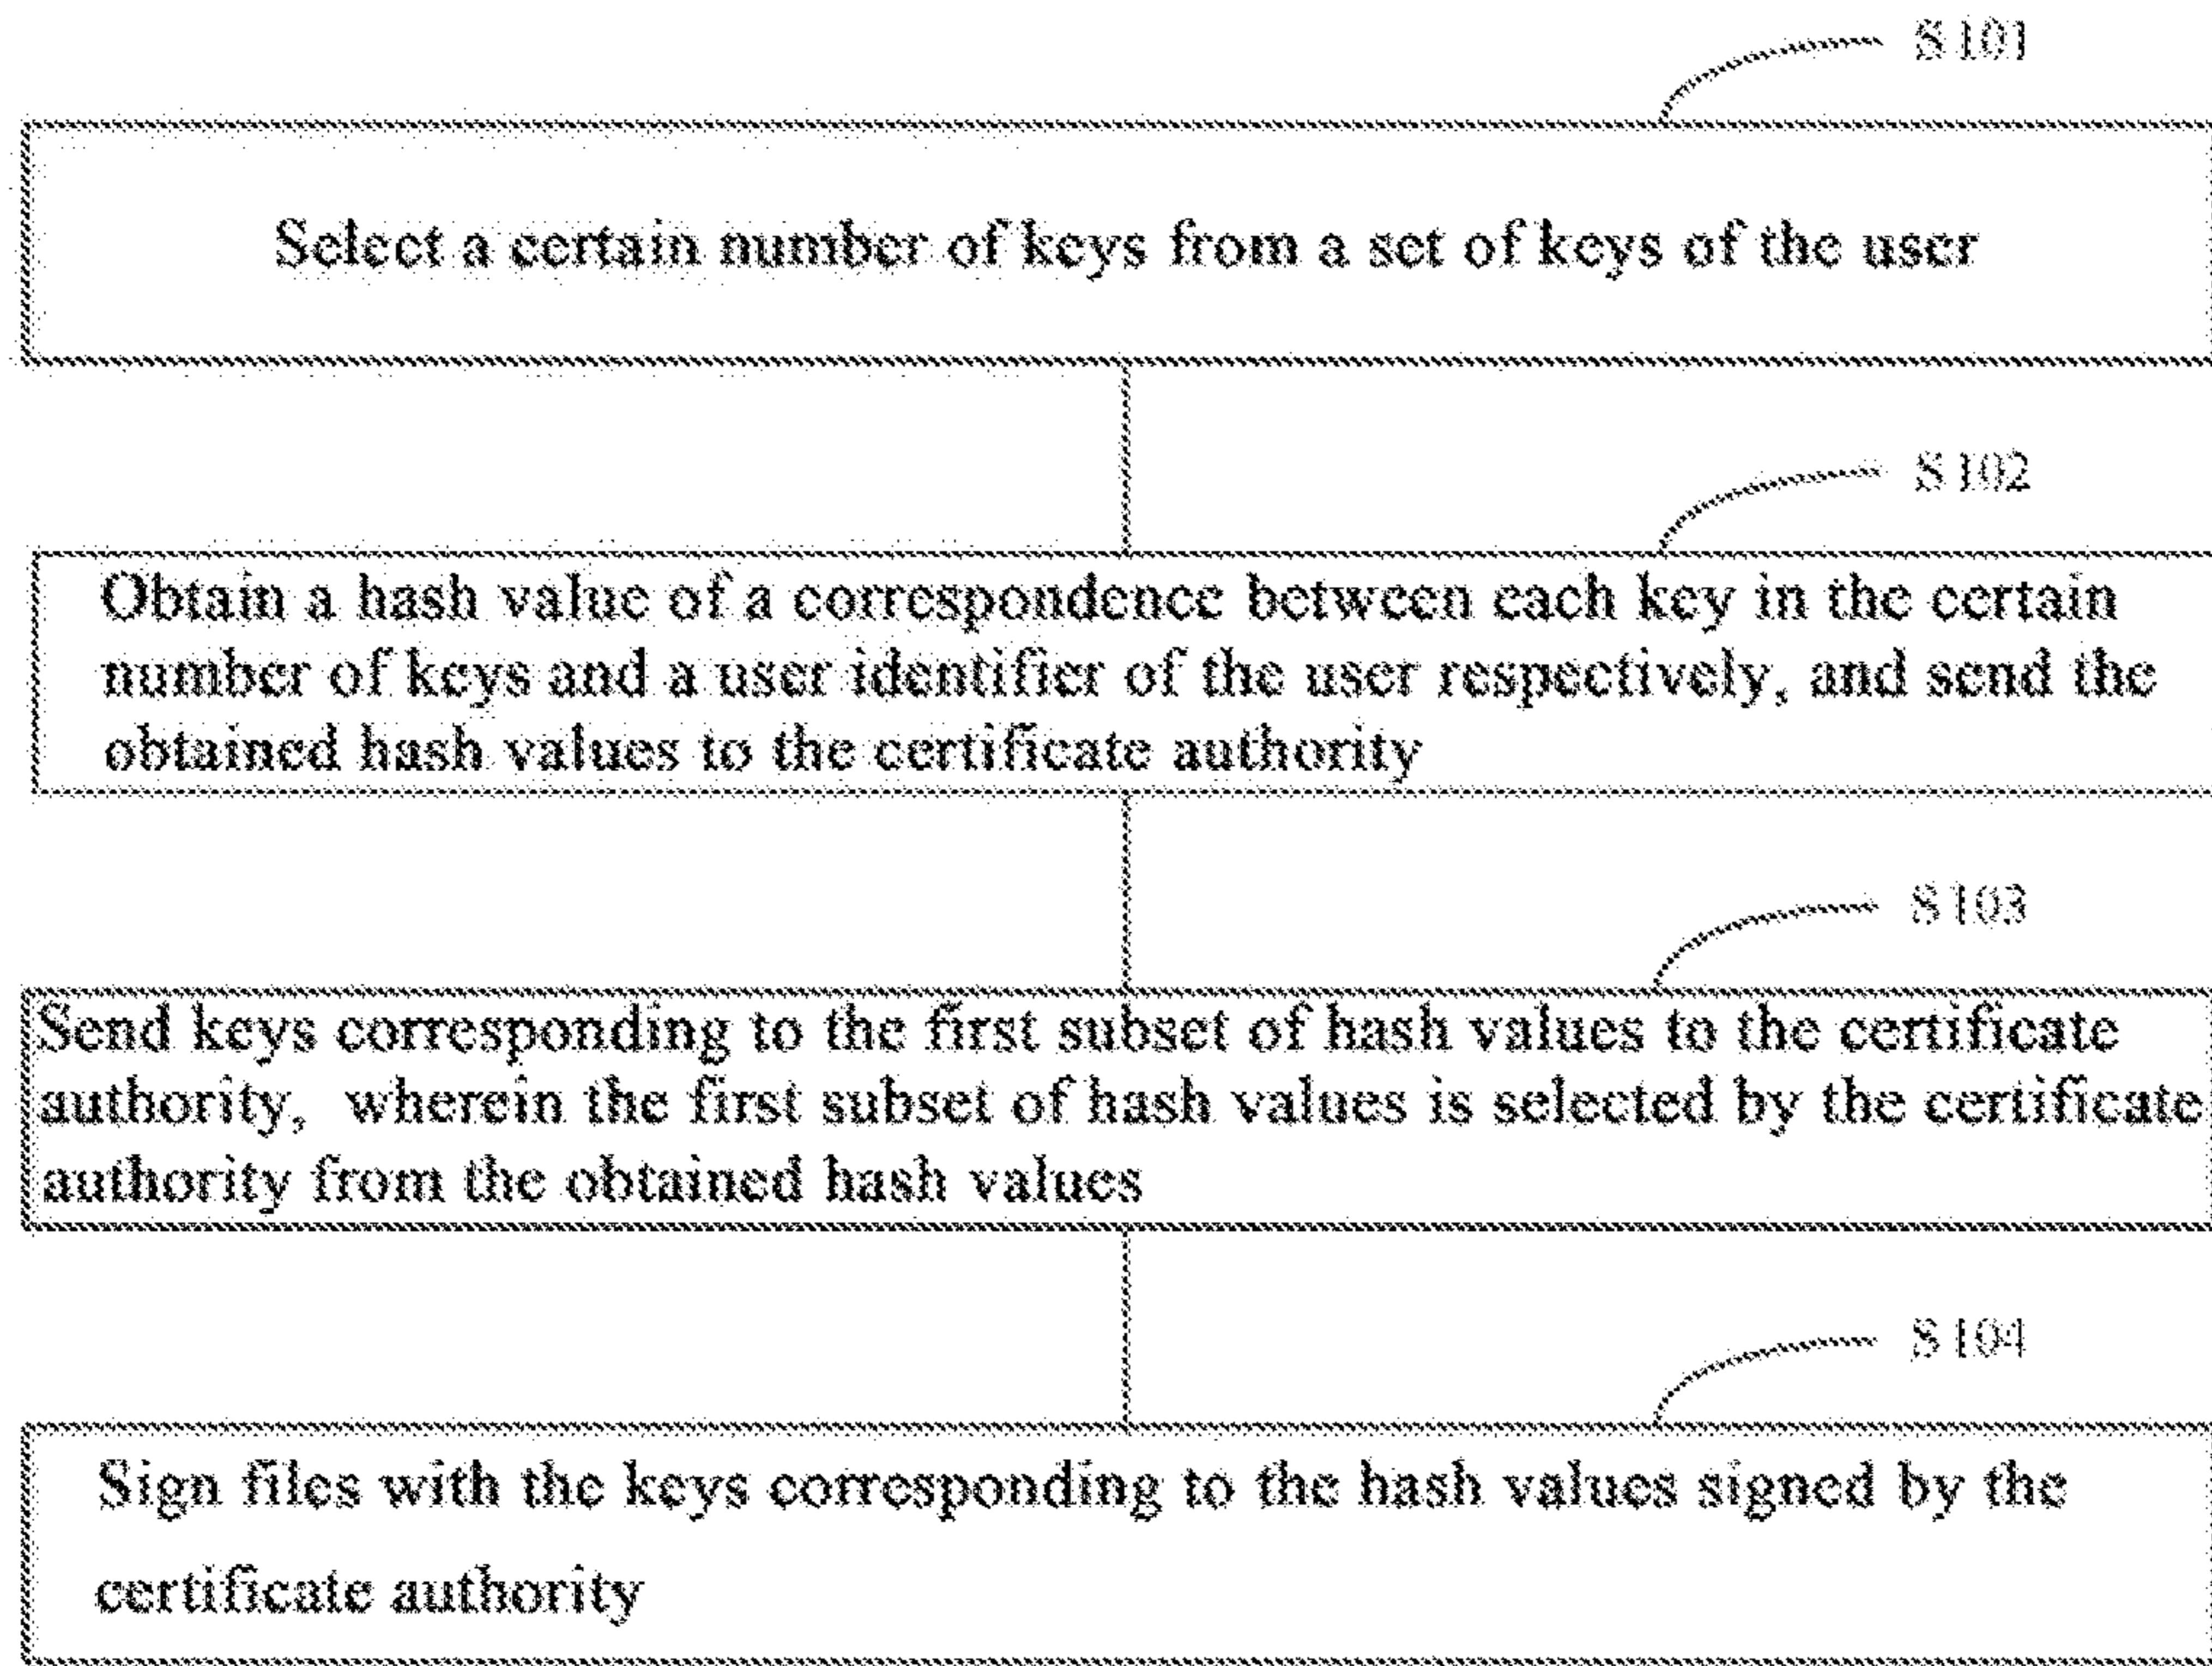 S101
Select a certain number of keys from a set of keys of the user
S102
Obtain a hash value of a correspondence between each key in the certain
number of keys and a user identifier of the user respectively, and send the
obtained hash values to the certificate authority
S103
Send keys corresponding to the first subset of hash values to the certificate
authority, wherein the first subset of hash values is selected by the certificate
authority from the obtained hash values
S104
Sign files with the keys corresponding to the hash values signed by the
certificate authority